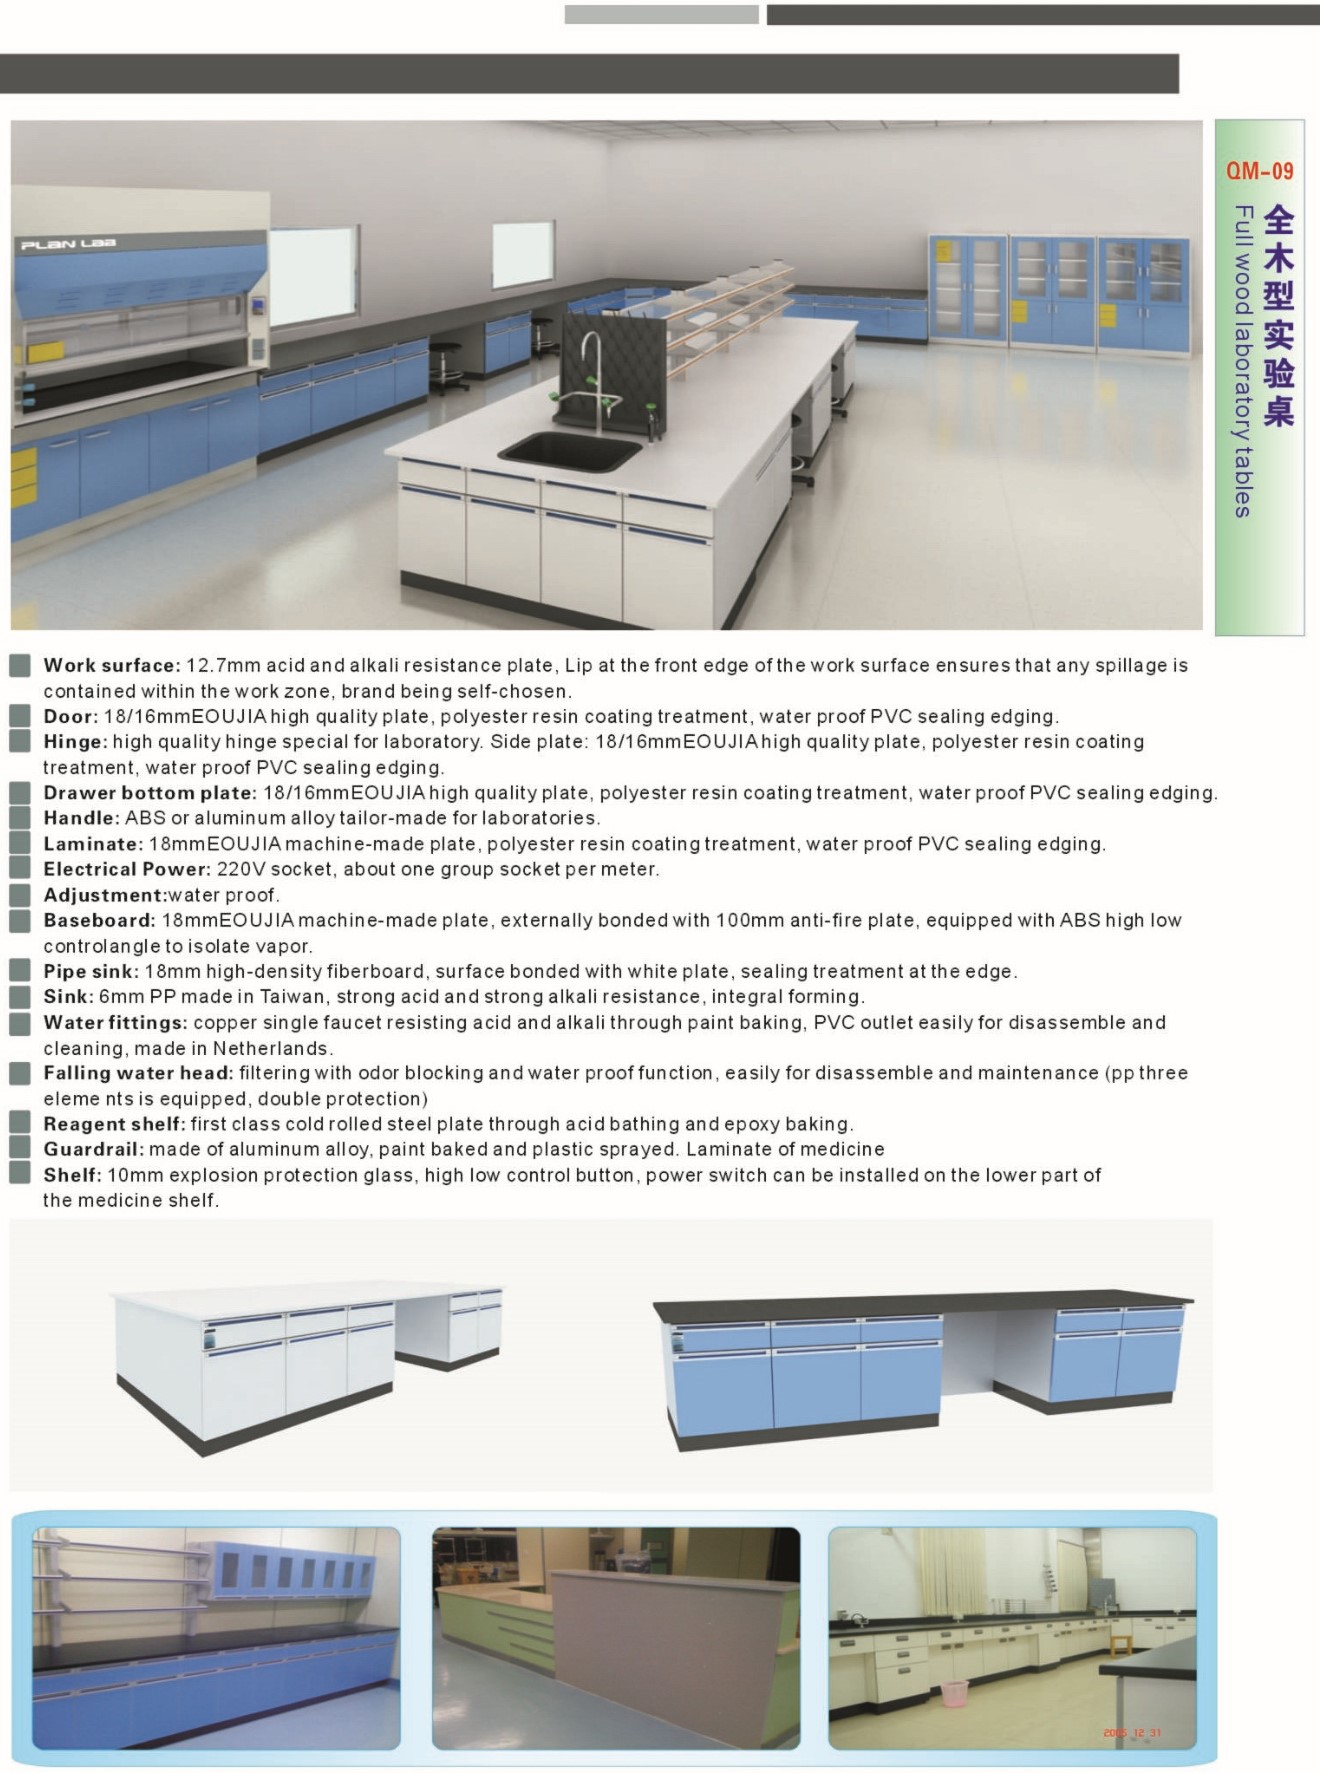 QM-09
全木型实验桌
Full wood laboratory tables
PLAN LAB
Work surface: 12.7mm acid and alkali resistance plate, Lip at the front edge of the work surface ensures that any spillage is
contained within the work zone, brand being self-chosen.
Door: 18/16mmEOUJIA high quality plate, polyester resin coating treatment, water proof PVC sealing edging.
Hinge: high quality hinge special for laboratory. Side plate: 18/16mmEOUJIA high quality plate, polyester resin coating
treatment, water proof PVC sealing edging.
Drawer bottom plate: 18/16mmEOUJIA high quality plate, polyester resin coating treatment, water proof PVC sealing edging.
Handle: ABS or aluminum alloy tailor-made for laboratories.
Laminate: 18mmEOUJIA machine-made plate, polyester resin coating treatment, water proof PVC sealing edging.
Electrical Power: 220V socket, about one group socket per meter.
Adjustment:water proof.
Baseboard: 18mmEOUJIA machine-made plate, externally bonded with 100mm anti-fire plate, equipped with ABS high low
controlangle to isolate vapor.
Pipe sink: 18mm high-density fiberboard, surface bonded with white plate, sealing treatment at the edge.
Sink: 6mm PP made in Taiwan, strong acid and strong alkali resistance, integral forming.
Water fittings: copper single faucet resisting acid and alkali through paint baking, PVC outlet easily for disassemble and
cleaning, made in Netherlands.
Falling water head: filtering with odor blocking and water proof function, easily for disassemble and maintenance (pp three
eleme nts is equipped, double protection)
Reagent shelf: first class cold rolled steel plate through acid bathing and epoxy baking.
Guardrail: made of aluminum alloy, paint baked and plastic sprayed. Laminate of medicine
Shelf: 10mm explosion protection glass, high low control button, power switch can be installed on the lower part of
the medicine shelf.
12 31